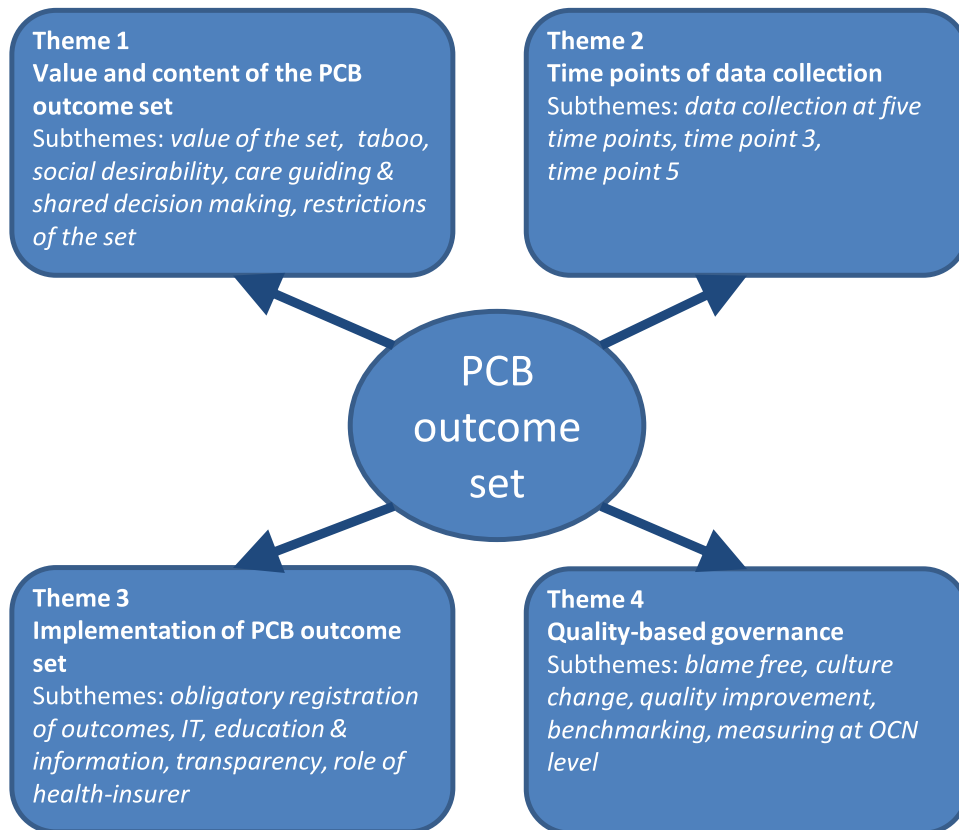 Theme 1
Value and content of the PCB
outcome set
Subthemes: value of the set, taboo,
social desirability, care guiding &
shared decision making, restrictions
of the set
Theme 2
Time points of data collection
Subthemes: data collection at five
time points, time point 3,
time point 5
PCB
outcome
set
Theme 3
Implementation of PCB outcome
set
Subthemes: obligatory registration
of outcomes, IT, education &
information, transparency, role of
health-insurer
Theme 4
Quality-based governance
Subthemes: blame free, culture
change, quality improvement,
benchmarking, measuring at OCN
level